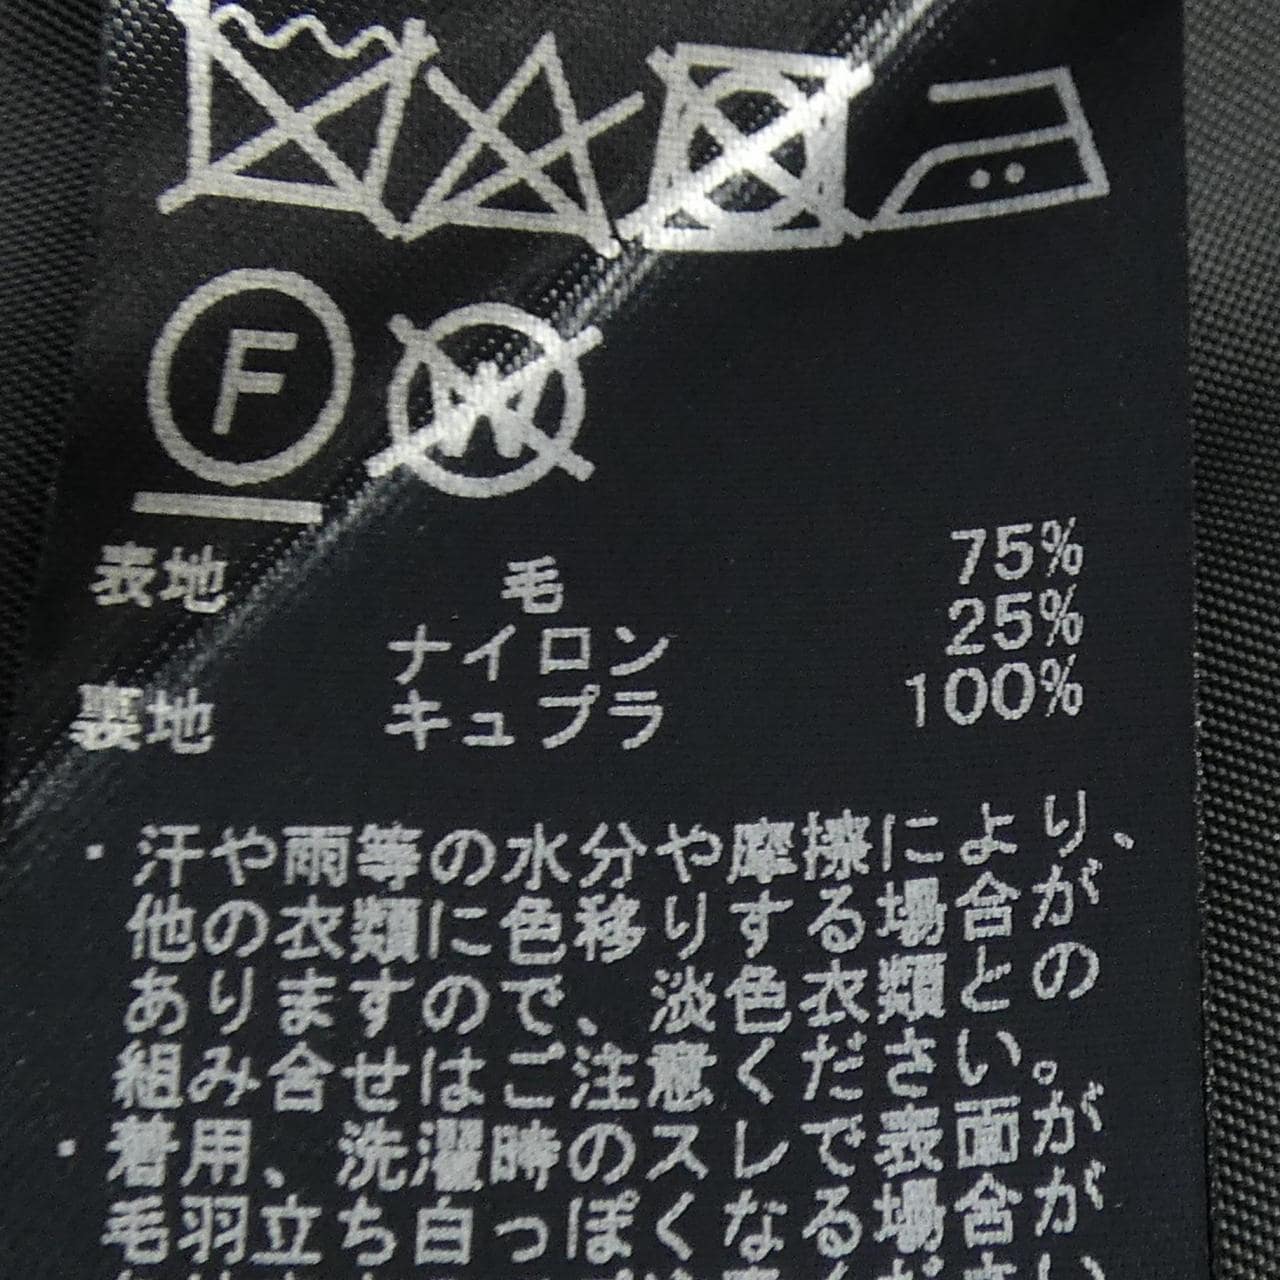 F
W
表地 毛 75%
ナイロン 25%
裏地 キュプラ 100%
・汗や雨等の水分や摩擦により、
他の衣類に色移りする場合が
ありますので、淡色衣類との
組み合せはご注意ください。
・着用、洗濯時のスレで表面が
毛羽立ち白っぽくなる場合が